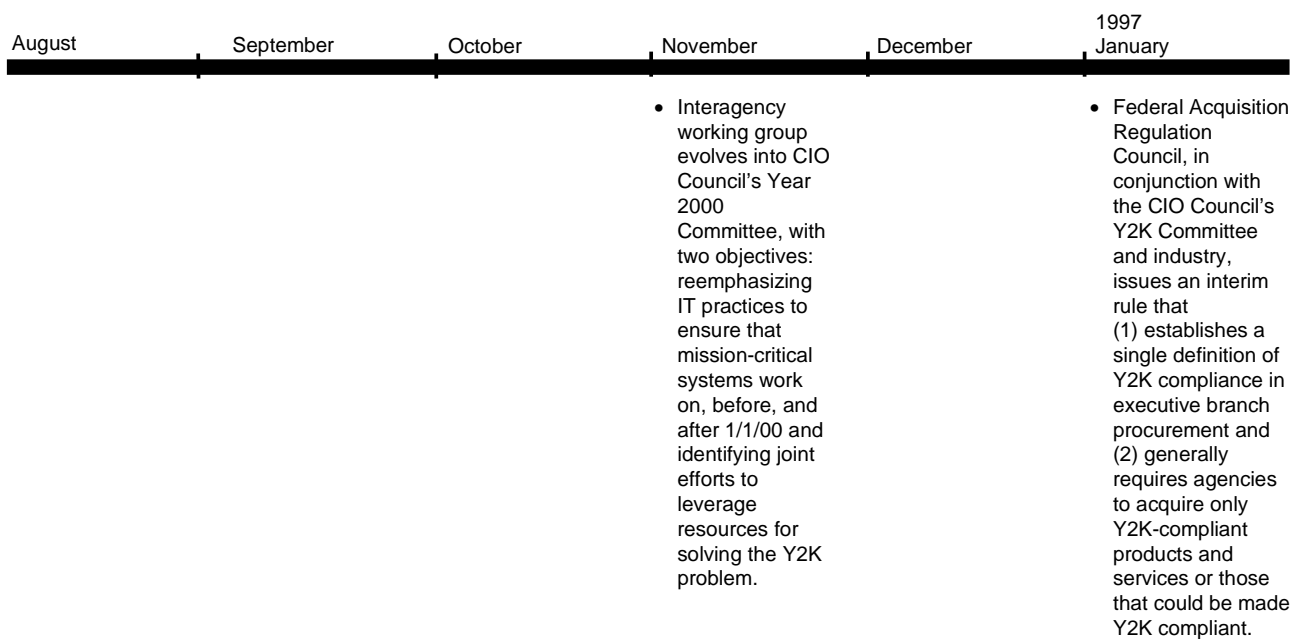 1997
August
September
October
November
December
January
• Interagency
working group
evolves into CIO
Council's Year
2000
Committee, with
two objectives:
reemphasizing
IT practices to
ensure that
mission-critical
systems work
on, before, and
after 1/1/00 and
identifying joint
efforts to
leverage
resources for
solving the Y2K
problem.
• Federal Acquisition
Regulation
Council, in
conjunction with
the CIO Council's
Y2K Committee
and industry,
issues an interim
rule that
(1) establishes a
single definition of
Y2K compliance in
executive branch
procurement and
(2) generally
requires agencies
to acquire only
Y2K-compliant
products and
services or those
that could be made
Y2K compliant.